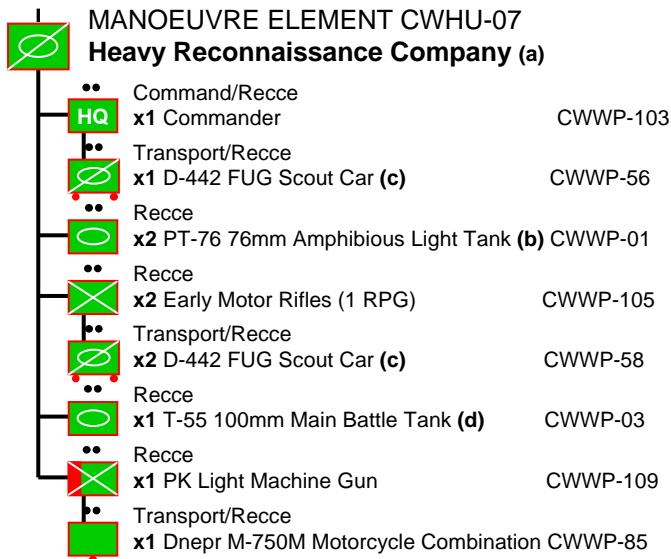 MANOEUVRE ELEMENT CWHU-07
Heavy Reconnaissance Company (a)
Command/Recce
HQ x1 Commander CWWP-103
Transport/Recce
x1 D-442 FUG Scout Car (c) CWWP-56
Recce
x2 PT-76 76mm Amphibious Light Tank (b) CWWP-01
Recce
x2 Early Motor Rifles (1 RPG) CWWP-105
Transport/Recce
x2 D-442 FUG Scout Car (c) CWWP-58
Recce
x1 T-55 100mm Main Battle Tank (d) CWWP-03
Recce
x1 PK Light Machine Gun CWWP-109
Transport/Recce
x1 Dnepr M-750M Motorcycle Combination CWWP-85